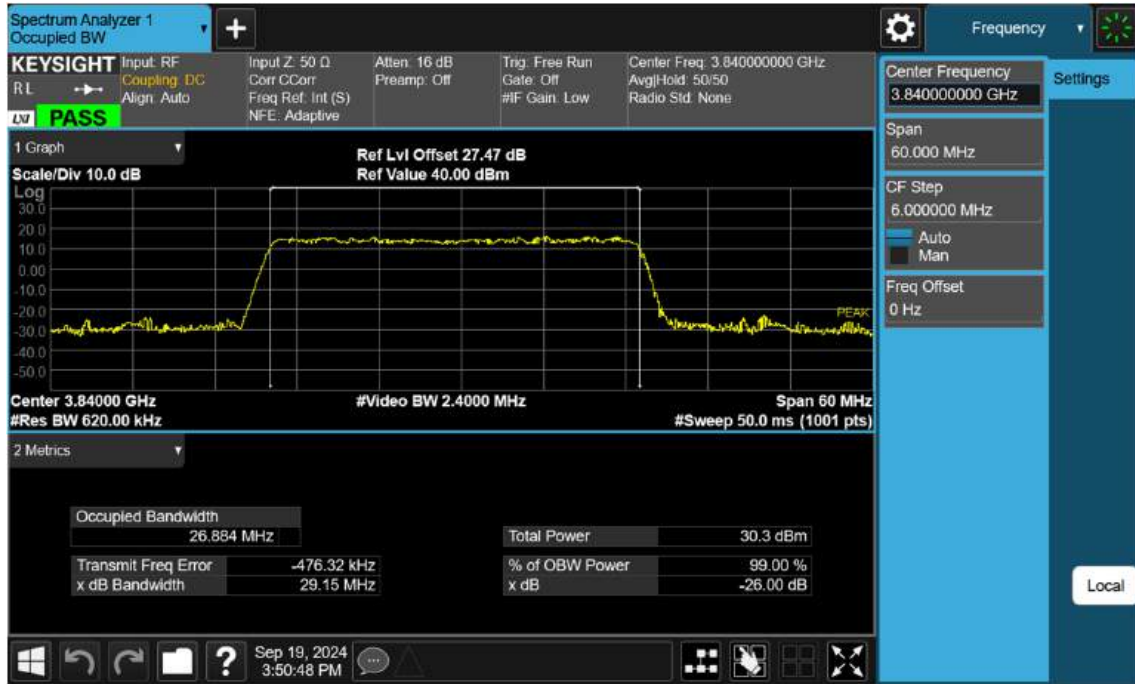 Spectrum Analyzer 1
Occupied BW
+
Frequency
KEYSIGHT
R L
LXI
PASS
Input: RF
Coupling: DC
Align: Auto
Input Z: 50 Ω
Corr CCorr
Freq Ref: Int (S)
NFE: Adaptive
Atten: 16 dB
Preamp: Off
Trig: Free Run
Gate: Off
#IF Gain: Low
Center Freq: 3.840000000 GHz
Avg|Hold: 50/50
Radio Std: None
Center Frequency
3.840000000 GHz
Settings
Span
60.000 MHz
CF Step
6.000000 MHz
Auto
Man
Freq Offset
0 Hz
Local
1 Graph
Scale/Div 10.0 dB
Ref Lvl Offset 27.47 dB
Ref Value 40.00 dBm
Log
30.0
20.0
10.0
0.00
-10.0
-20.0
-30.0
-40.0
-50.0
PEAK
Center 3.84000 GHz
#Video BW 2.4000 MHz
Span 60 MHz
#Res BW 620.00 kHz
#Sweep 50.0 ms (1001 pts)
2 Metrics
Occupied Bandwidth
26.884 MHz
Total Power 30.3 dBm
Transmit Freq Error -476.32 kHz
% of OBW Power 99.00 %
x dB Bandwidth 29.15 MHz
x dB -26.00 dB
?
Sep 19, 2024
3:50:48 PM